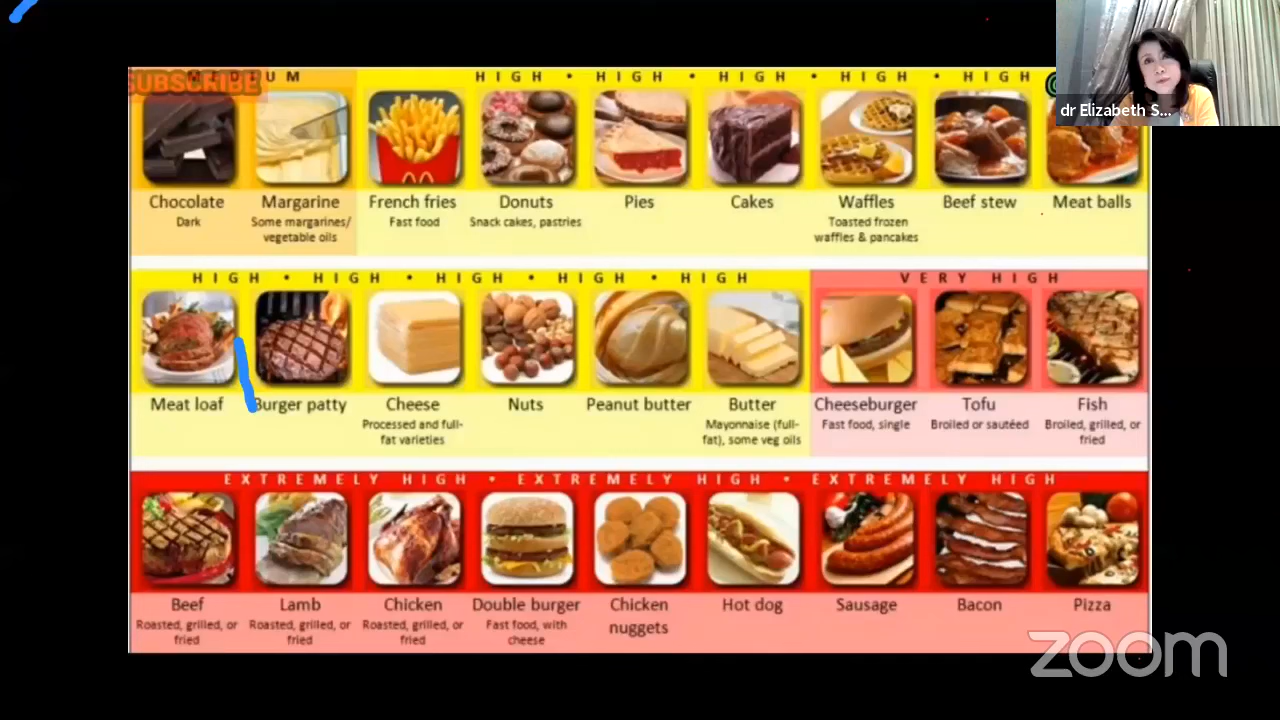 SUBSCRIBE
HIGH • HIGH • HIGH • HIGH • HIGH
dr Elizabeth S...
Chocolate
Dark
Margarine
Some margarines/
vegetable oils
French fries
Fast food
Donuts
Snack cakes, pastries
Pies
Cakes
Waffles
Toasted frozen
waffles & pancakes
Beef stew
Meat balls
HIGH • HIGH • HIGH • HIGH • HIGH
VERY HIGH
Meat loaf
Burger patty
Cheese
Processed and full-
fat varieties
Nuts
Peanut butter
Butter
Mayonnaise (full-
fat), some veg oils
Cheeseburger
Fast food, single
Tofu
Broiled or sautéed
Fish
Broiled, grilled, or
fried
EXTREMELY HIGH • EXTREMELY HIGH • EXTREMELY HIGH
Beef
Roasted, grilled, or
fried
Lamb
Roasted, grilled, or
fried
Chicken
Roasted, grilled, or
fried
Double burger
Fast food, with
cheese
Chicken
nuggets
Hot dog
Sausage
Bacon
Pizza
zoom